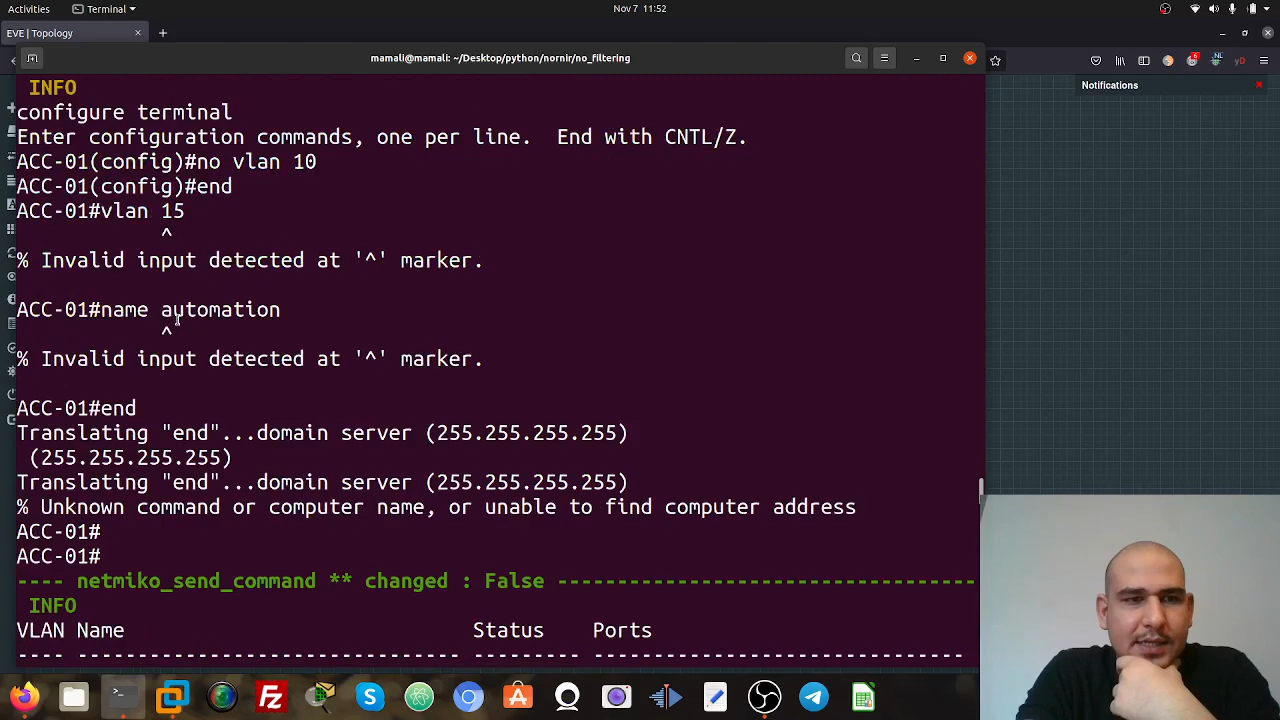 Activities
Terminal
Nov 7 11:52
EVE | Topology
mamali@mamali: ~/Desktop/python/nornir/no_filtering
Notifications
INFO
configure terminal
Enter configuration commands, one per line.  End with CNTL/Z.
ACC-01(config)#no vlan 10
ACC-01(config)#end
ACC-01#vlan 15
^
% Invalid input detected at '^' marker.
ACC-01#name automation
^
% Invalid input detected at '^' marker.
ACC-01#end
Translating "end"...domain server (255.255.255.255)
(255.255.255.255)
Translating "end"...domain server (255.255.255.255)
% Unknown command or computer name, or unable to find computer address
ACC-01#
ACC-01#
---- netmiko_send_command ** changed : False -----------------------------------
INFO
VLAN Name                             Status    Ports
---- ------------------------------------------ -------------------------------